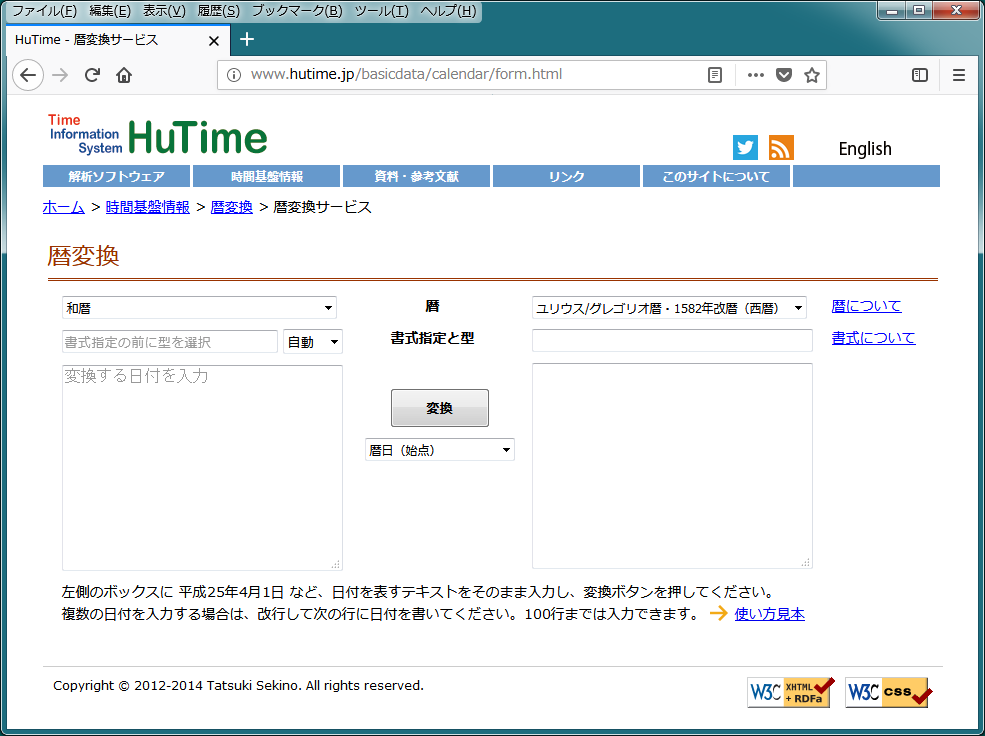 ファイル(F) 編集(E) 表示(V) 履歴(S) ブックマーク(B) ツール(T) ヘルプ(H)
HuTime - 暦変換サービス
www.hutime.jp/basicdata/calendar/form.html
Time
Information
System
HuTime
English
解析ソフトウェア 時間基盤情報 資料・参考文献 リンク このサイトについて
ホーム > 時間基盤情報 > 暦変換 > 暦変換サービス
暦変換
和暦 暦 ユリウス/グレゴリオ暦・1582年改暦（西暦） 暦について
書式指定の前に型を選択 自動 書式指定と型 書式について
変換する日付を入力
変換
暦日（始点）
左側のボックスに 平成25年4月1日 など、日付を表すテキストをそのまま入力し、変換ボタンを押してください。
複数の日付を入力する場合は、改行して次の行に日付を書いてください。100行までは入力できます。 → 使い方見本
Copyright © 2012-2014 Tatsuki Sekino. All rights reserved.
W3C XHTML + RDFa W3C css